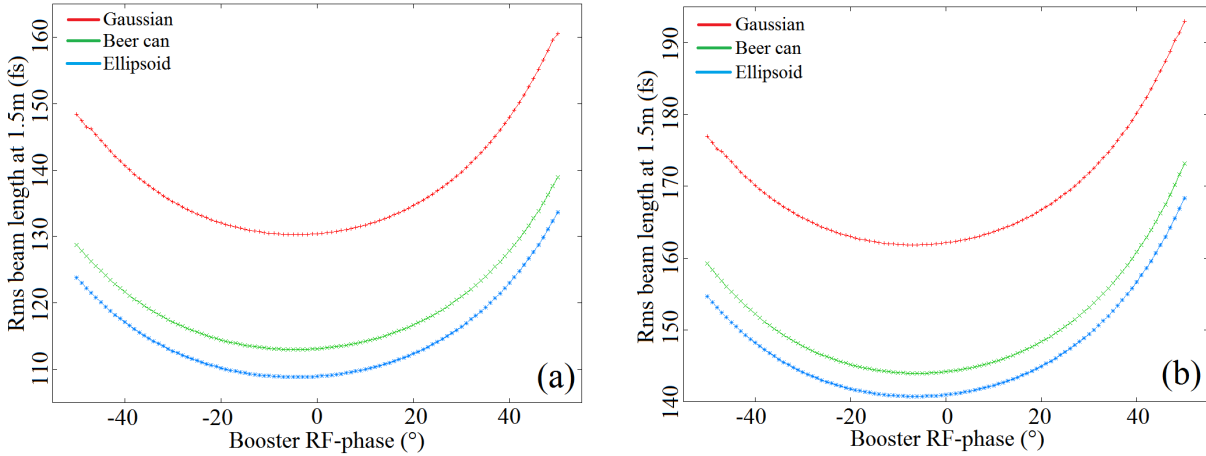 Gaussian
Beer can
Ellipsoid
Rms beam length at 1.5m (fs)
160
150
140
130
120
110
-40
-20
0
20
40
Booster RF-phase (°)
(a)
Gaussian
Beer can
Ellipsoid
Rms beam length at 1.5m (fs)
190
180
170
160
150
140
-40
-20
0
20
40
Booster RF-phase (°)
(b)